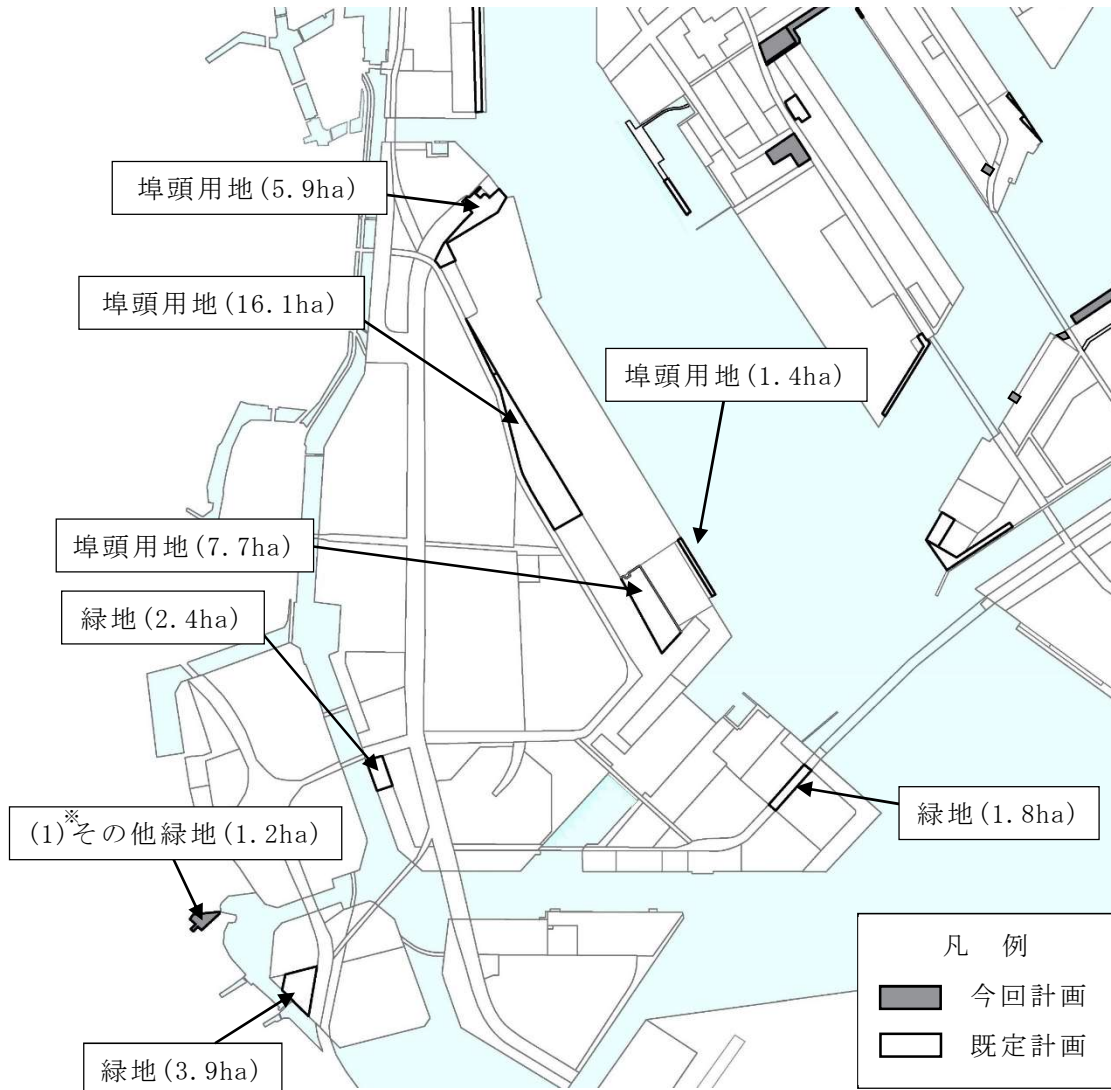 埠頭用地(5.9ha)
埠頭用地(16.1ha)
埠頭用地(1.4ha)
埠頭用地(7.7ha)
緑地(2.4ha)
緑地(1.8ha)
(1)※その他緑地(1.2ha)
緑地(3.9ha)
凡 例
今回計画
既定計画